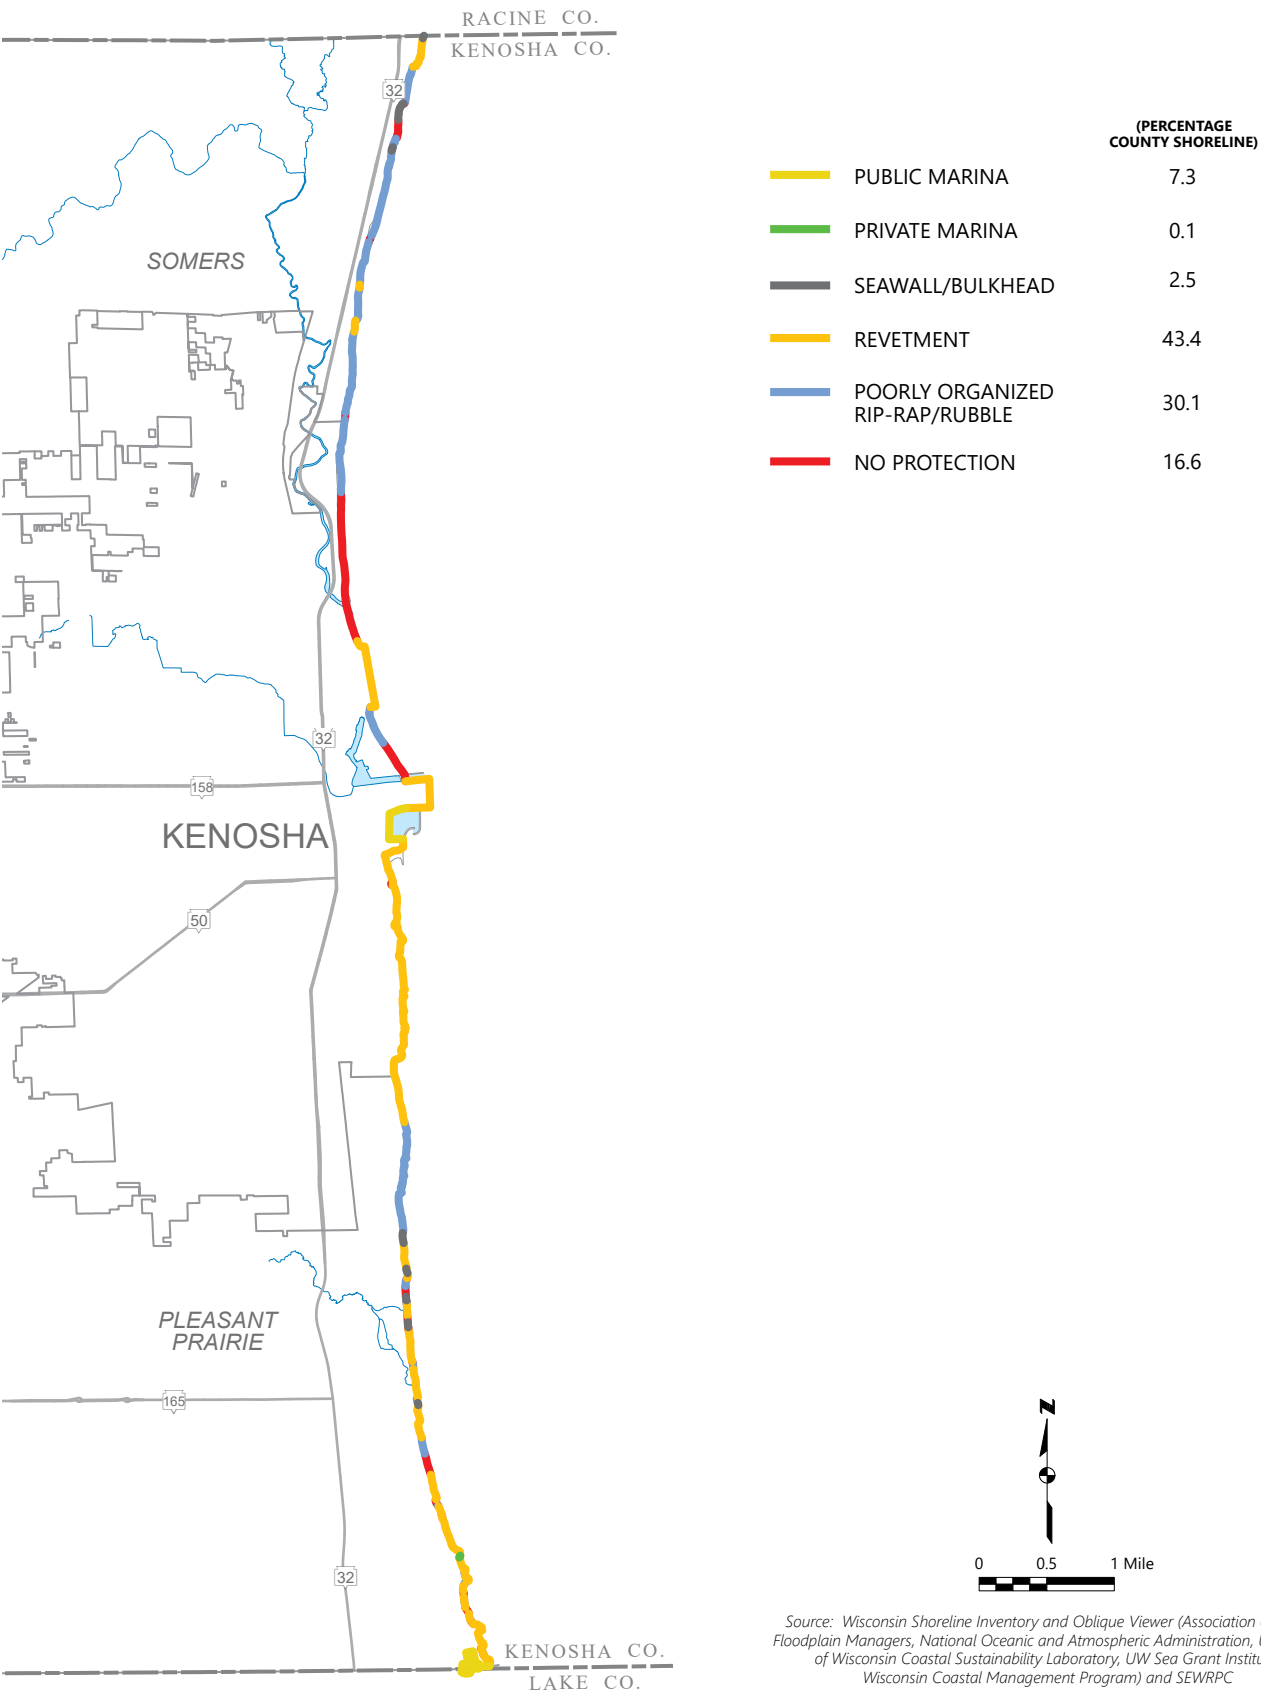 RACINE CO.
KENOSHA CO.
32
(PERCENTAGE
COUNTY SHORELINE)
PUBLIC MARINA 7.3
PRIVATE MARINA 0.1
SEAWALL/BULKHEAD 2.5
REVETMENT 43.4
POORLY ORGANIZED
RIP-RAP/RUBBLE 30.1
NO PROTECTION 16.6
SOMERS
32
158
KENOSHA
50
PLEASANT
PRAIRIE
165
32
N
0 0.5 1 Mile
KENOSHA CO.
LAKE CO.
Source: Wisconsin Shoreline Inventory and Oblique Viewer (Association
Floodplain Managers, National Oceanic and Atmospheric Administration,
of Wisconsin Coastal Sustainability Laboratory, UW Sea Grant Institu
Wisconsin Coastal Management Program) and SEWRPC